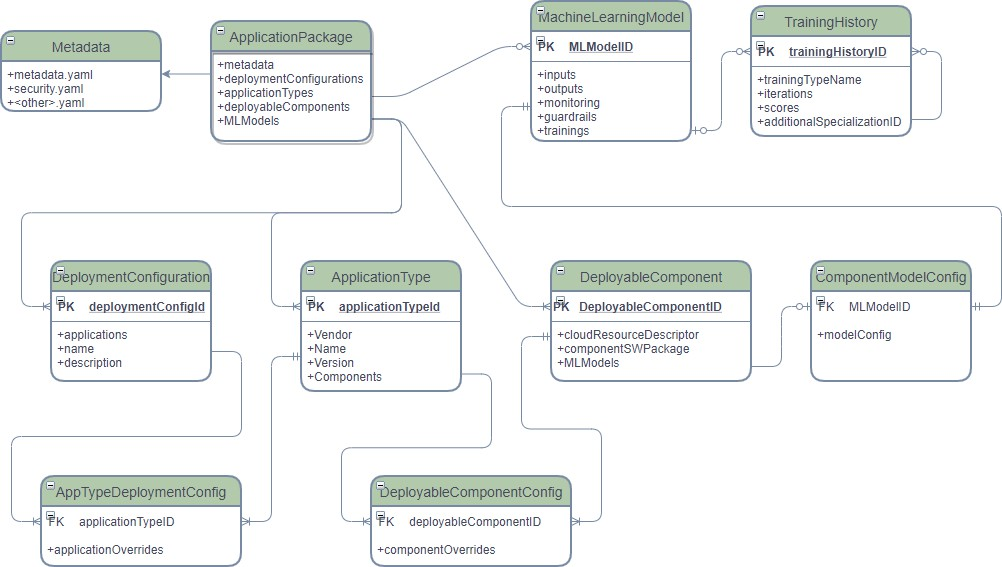 Metadata
+metadata.yaml
+security.yaml
+<other>.yaml
ApplicationPackage
+metadata
+deploymentConfigurations
+applicationTypes
+deployableComponents
+MLModels
MachineLearningModel
PK MLModelID
+inputs
+outputs
+monitoring
+guardrails
+trainings
TrainingHistory
PK trainingHistoryID
+trainingTypeName
+iterations
+scores
+additionalSpecializationID
DeploymentConfiguration
PK deploymentConfigId
+applications
+name
+description
ApplicationType
PK applicationTypeId
+Vendor
+Name
+Version
+Components
DeployableComponent
PK DeployableComponentID
+cloudResourceDescriptor
+componentSWPackage
+MLModels
ComponentModelConfig
FK MLModelID
+modelConfig
AppTypeDeploymentConfig
FK applicationTypeID
+applicationOverrides
DeployableComponentConfig
FK deployableComponentID
+componentOverrides